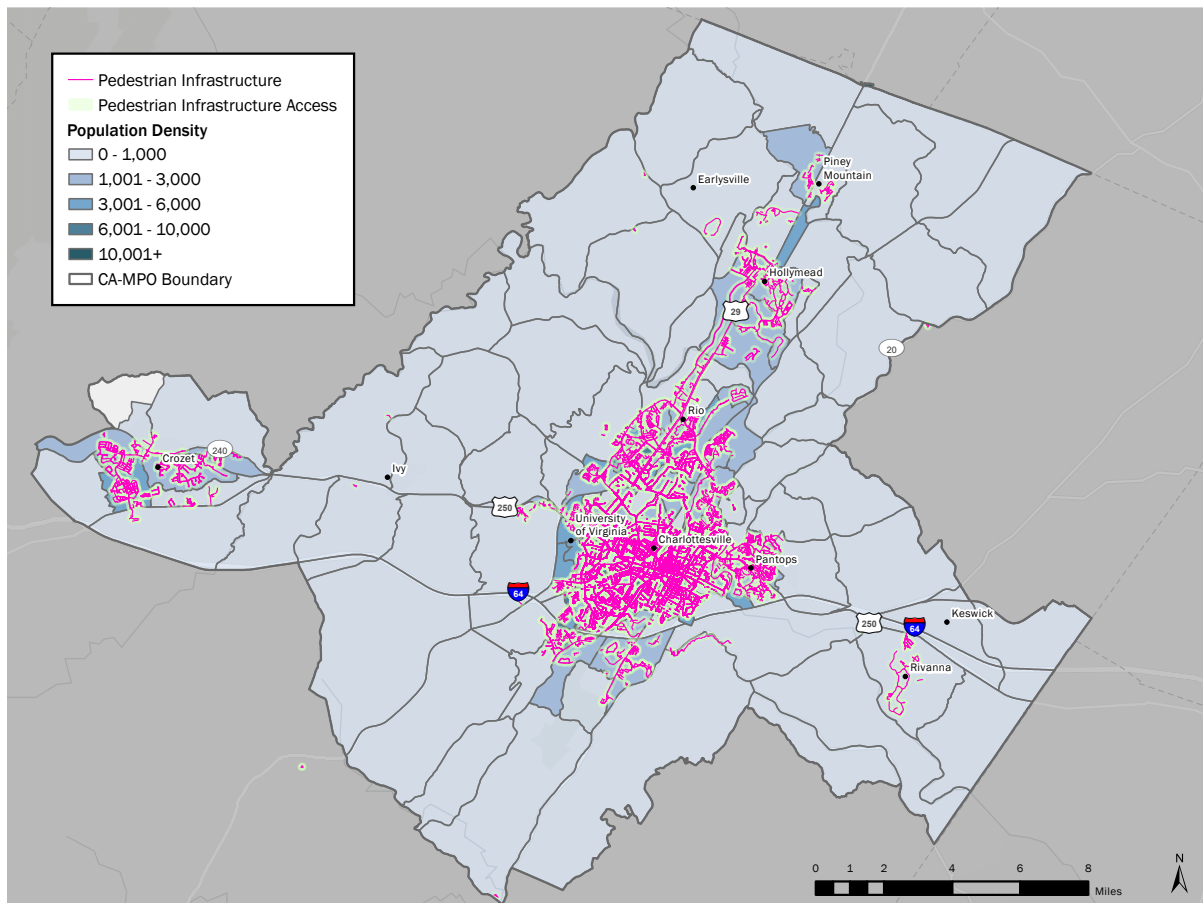 Pedestrian Infrastructure
Pedestrian Infrastructure Access
Population Density
0 - 1,000
1,001 - 3,000
3,001 - 6,000
6,001 - 10,000
10,001+
CA-MPO Boundary
Piney
Mountain
Earlysville
Hollymead
29
20
Rio
240
Crozet
Ivy
250
University
of Virginia
Charlottesville
Pantops
64
250
64
Keswick
Rivanna
0 1 2 4 6 8
Miles
N